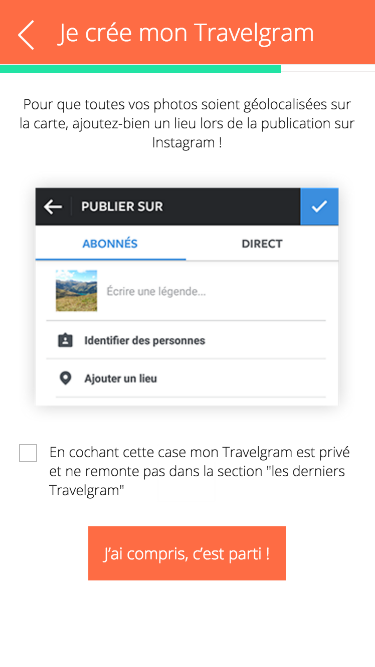 Je crée mon Travelgram
Pour que toutes vos photos soient géolocalisées sur
la carte, ajoutez-bien un lieu lors de la publication sur
Instagram !
PUBLIER SUR
ABONNÉS
DIRECT
Écrire une légende...
Identifier des personnes
Ajouter un lieu
En cochant cette case mon Travelgram est privé
et ne remonte pas dans la section "les derniers
Travelgram"
J'ai compris, c'est parti !